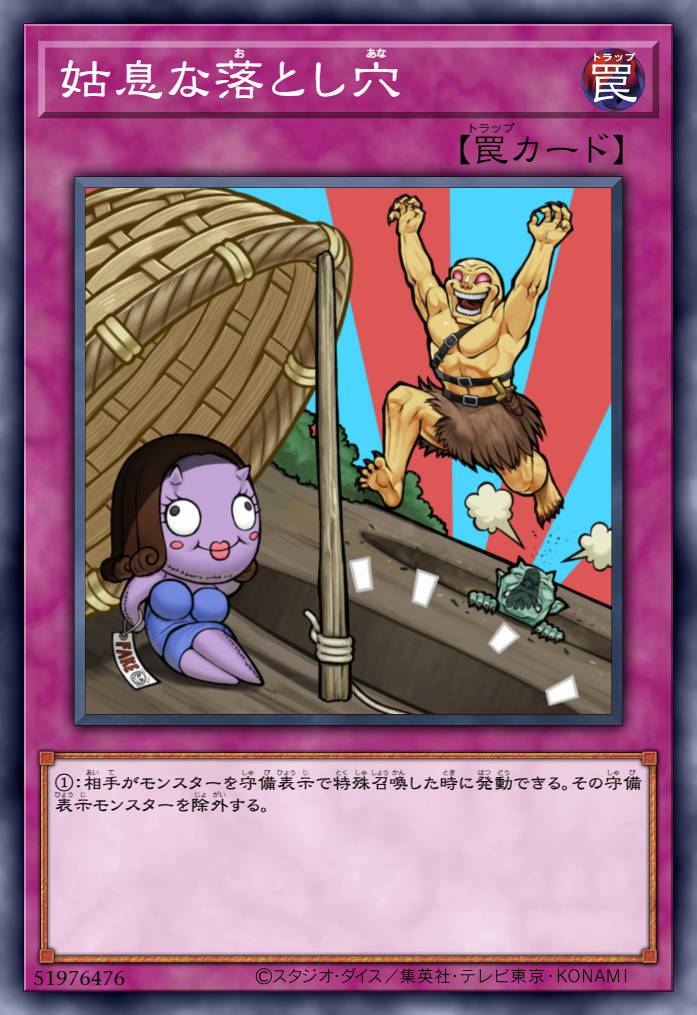 姑息な落とし穴
罠
【罠カード】
FAKE
①:相手がモンスターを守備表示で特殊召喚した時に発動できる。その守備
表示モンスターを除外する。
51976476 ©スタジオ・ダイス／集英社・テレビ東京・KONAMI